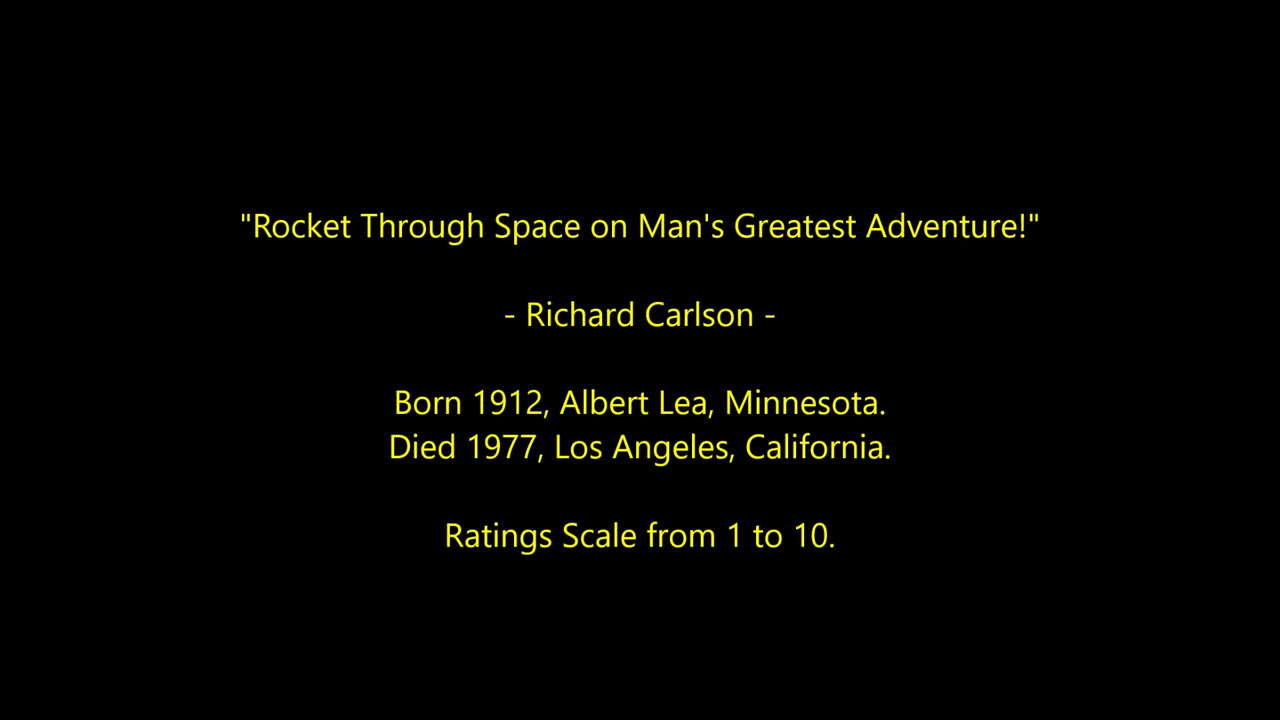 "Rocket Through Space on Man's Greatest Adventure!"
- Richard Carlson -
Born 1912, Albert Lea, Minnesota.
Died 1977, Los Angeles, California.
Ratings Scale from 1 to 10.